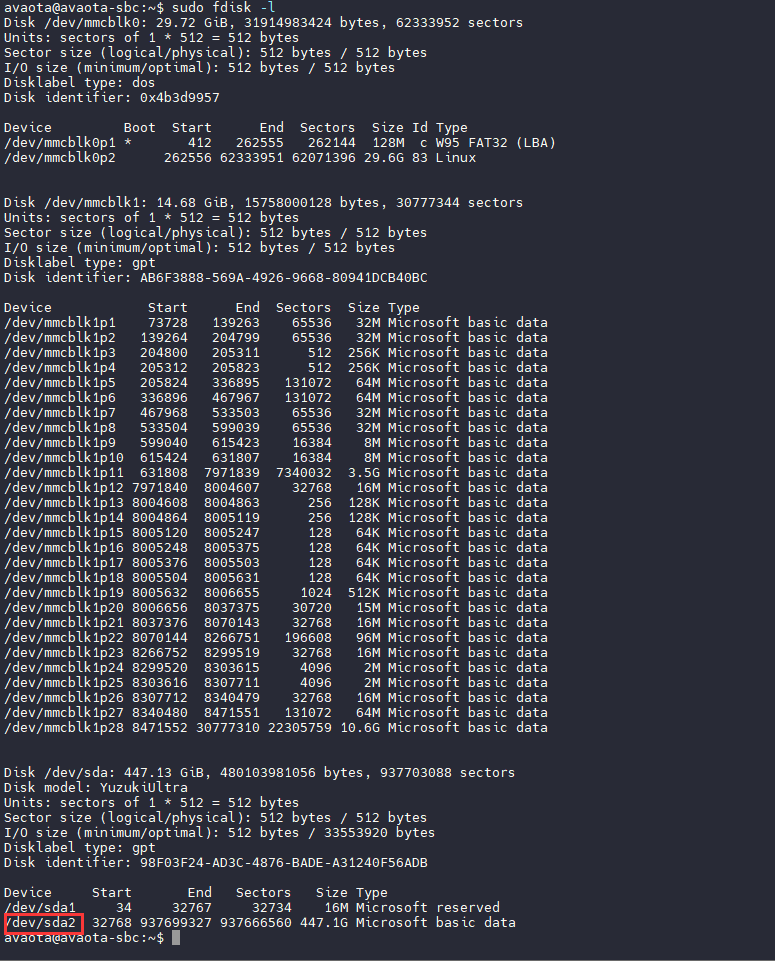 avaota@avaota-sbc:~$ sudo fdisk -l
Disk /dev/mmcblk0: 29.72 GiB, 31914983424 bytes, 62333952 sectors
Units: sectors of 1 * 512 = 512 bytes
Sector size (logical/physical): 512 bytes / 512 bytes
I/O size (minimum/optimal): 512 bytes / 512 bytes
Disklabel type: dos
Disk identifier: 0x4b3d9957
Device         Boot  Start      End  Sectors  Size Id Type
/dev/mmcblk0p1 *       412   262555   262144  128M  c W95 FAT32 (LBA)
/dev/mmcblk0p2      262556 62333951 62071396 29.6G 83 Linux
Disk /dev/mmcblk1: 14.68 GiB, 15758000128 bytes, 30777344 sectors
Units: sectors of 1 * 512 = 512 bytes
Sector size (logical/physical): 512 bytes / 512 bytes
I/O size (minimum/optimal): 512 bytes / 512 bytes
Disklabel type: gpt
Disk identifier: AB6F3888-569A-4926-9668-80941DCB40BC
Device            Start      End  Sectors  Size Type
/dev/mmcblk1p1    73728   139263    65536   32M Microsoft basic data
/dev/mmcblk1p2   139264   204799    65536   32M Microsoft basic data
/dev/mmcblk1p3   204800   205311      512  256K Microsoft basic data
/dev/mmcblk1p4   205312   205823      512  256K Microsoft basic data
/dev/mmcblk1p5   205824   336895   131072   64M Microsoft basic data
/dev/mmcblk1p6   336896   467967   131072   64M Microsoft basic data
/dev/mmcblk1p7   467968   533503    65536   32M Microsoft basic data
/dev/mmcblk1p8   533504   599039    65536   32M Microsoft basic data
/dev/mmcblk1p9   599040   615423    16384    8M Microsoft basic data
/dev/mmcblk1p10  615424   631807    16384    8M Microsoft basic data
/dev/mmcblk1p11  631808  7971839  7340032  3.5G Microsoft basic data
/dev/mmcblk1p12 7971840  8004607    32768   16M Microsoft basic data
/dev/mmcblk1p13 8004608  8004863      256  128K Microsoft basic data
/dev/mmcblk1p14 8004864  8005119      256  128K Microsoft basic data
/dev/mmcblk1p15 8005120  8005247      128   64K Microsoft basic data
/dev/mmcblk1p16 8005248  8005375      128   64K Microsoft basic data
/dev/mmcblk1p17 8005376  8005503      128   64K Microsoft basic data
/dev/mmcblk1p18 8005504  8005631      128   64K Microsoft basic data
/dev/mmcblk1p19 8005632  8006655     1024  512K Microsoft basic data
/dev/mmcblk1p20 8006656  8037375    30720   15M Microsoft basic data
/dev/mmcblk1p21 8037376  8070143    32768   16M Microsoft basic data
/dev/mmcblk1p22 8070144  8266751   196608   96M Microsoft basic data
/dev/mmcblk1p23 8266752  8299519    32768   16M Microsoft basic data
/dev/mmcblk1p24 8299520  8303615     4096    2M Microsoft basic data
/dev/mmcblk1p25 8303616  8307711     4096    2M Microsoft basic data
/dev/mmcblk1p26 8307712  8340479    32768   16M Microsoft basic data
/dev/mmcblk1p27 8340480  8471551   131072   64M Microsoft basic data
/dev/mmcblk1p28 8471552 30777310 22305759 10.6G Microsoft basic data
Disk /dev/sda: 447.13 GiB, 480103981056 bytes, 937703088 sectors
Disk model: YuzukiUltra
Units: sectors of 1 * 512 = 512 bytes
Sector size (logical/physical): 512 bytes / 512 bytes
I/O size (minimum/optimal): 512 bytes / 33553920 bytes
Disklabel type: gpt
Disk identifier: 98F03F24-AD3C-4876-BADE-A31240F56ADB
Device     Start       End   Sectors   Size Type
/dev/sda1     34     32767     32734    16M Microsoft reserved
/dev/sda2  32768 937699327 937666560 447.1G Microsoft basic data
avaota@avaota-sbc:~$